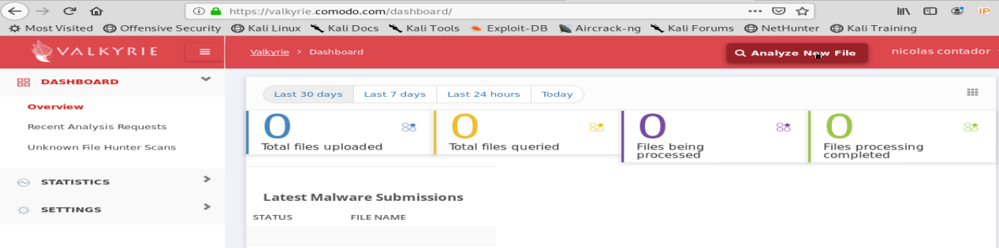 https://valkyrie.comodo.com/dashboard/
IP
Most Visited Offensive Security Kali Linux Kali Docs Kali Tools Exploit-DB Aircrack-ng Kali Forums NetHunter Kali Training
VALKYRIE
Valkyrie > Dashboard
Analyze New File
nicolas contador
DASHBOARD
Overview
Recent Analysis Requests
Unknown File Hunter Scans
STATISTICS
SETTINGS
Last 30 days Last 7 days Last 24 hours Today
0
Total files uploaded
0
Total files queried
0
Files being
processed
0
Files processing
completed
Latest Malware Submissions
STATUS FILE NAME